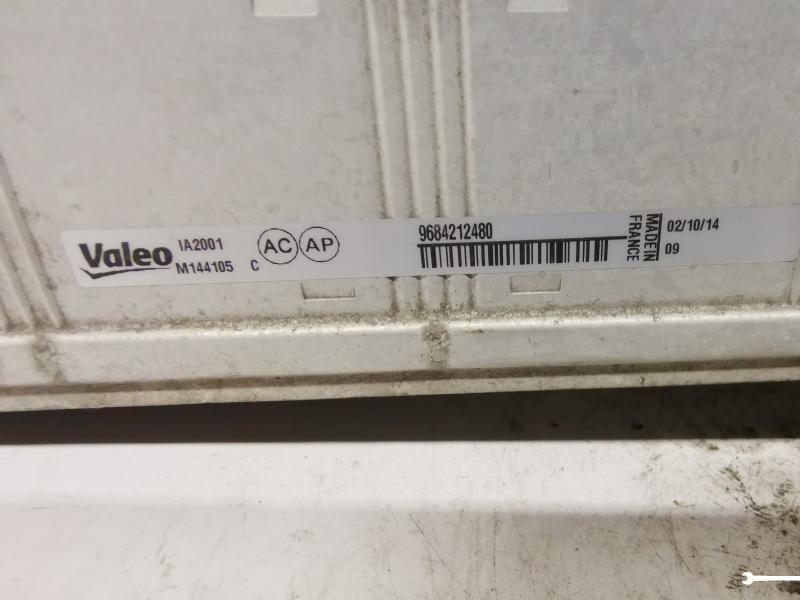 Valeo
IA2001
M144105 C
AC AP
9684212480
MADE IN
FRANCE
02/10/14
09